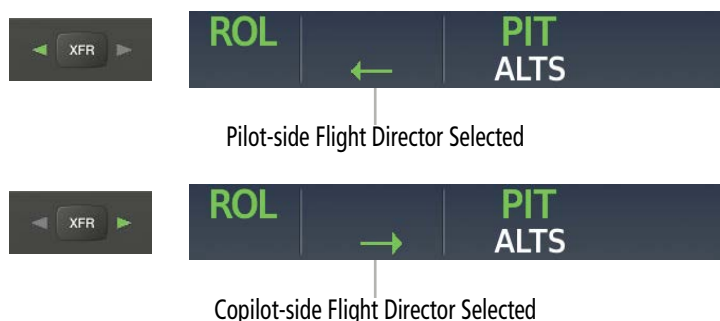 XFR
ROL PIT
ALTS
Pilot-side Flight Director Selected
XFR
ROL PIT
ALTS
Copilot-side Flight Director Selected